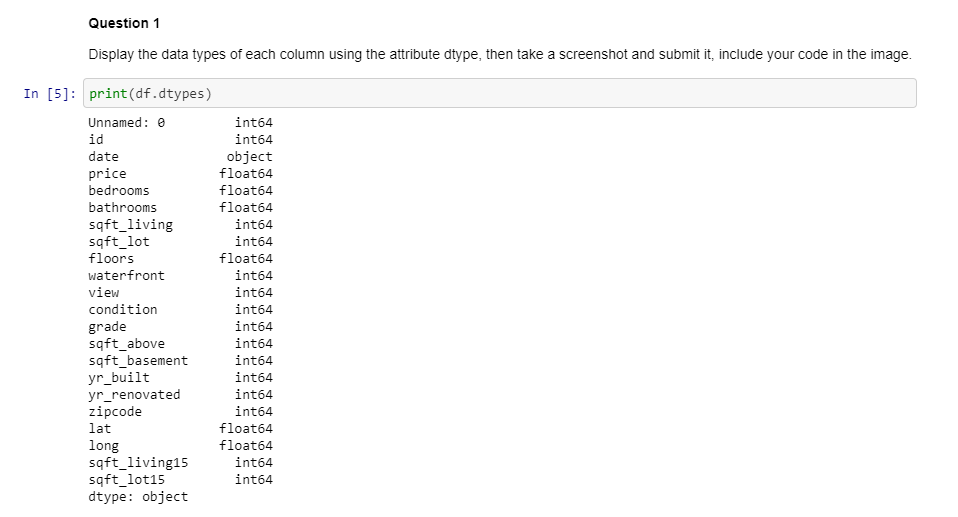 Question 1
Display the data types of each column using the attribute dtype, then take a screenshot and submit it, include your code in the image.
In [5]: print(df.dtypes)
Unnamed: 0 int64
id int64
date object
price float64
bedrooms float64
bathrooms float64
sqft_living int64
sqft_lot int64
floors float64
waterfront int64
view int64
condition int64
grade int64
sqft_above int64
sqft_basement int64
yr_built int64
yr_renovated int64
zipcode int64
lat float64
long float64
sqft_living15 int64
sqft_lot15 int64
dtype: object